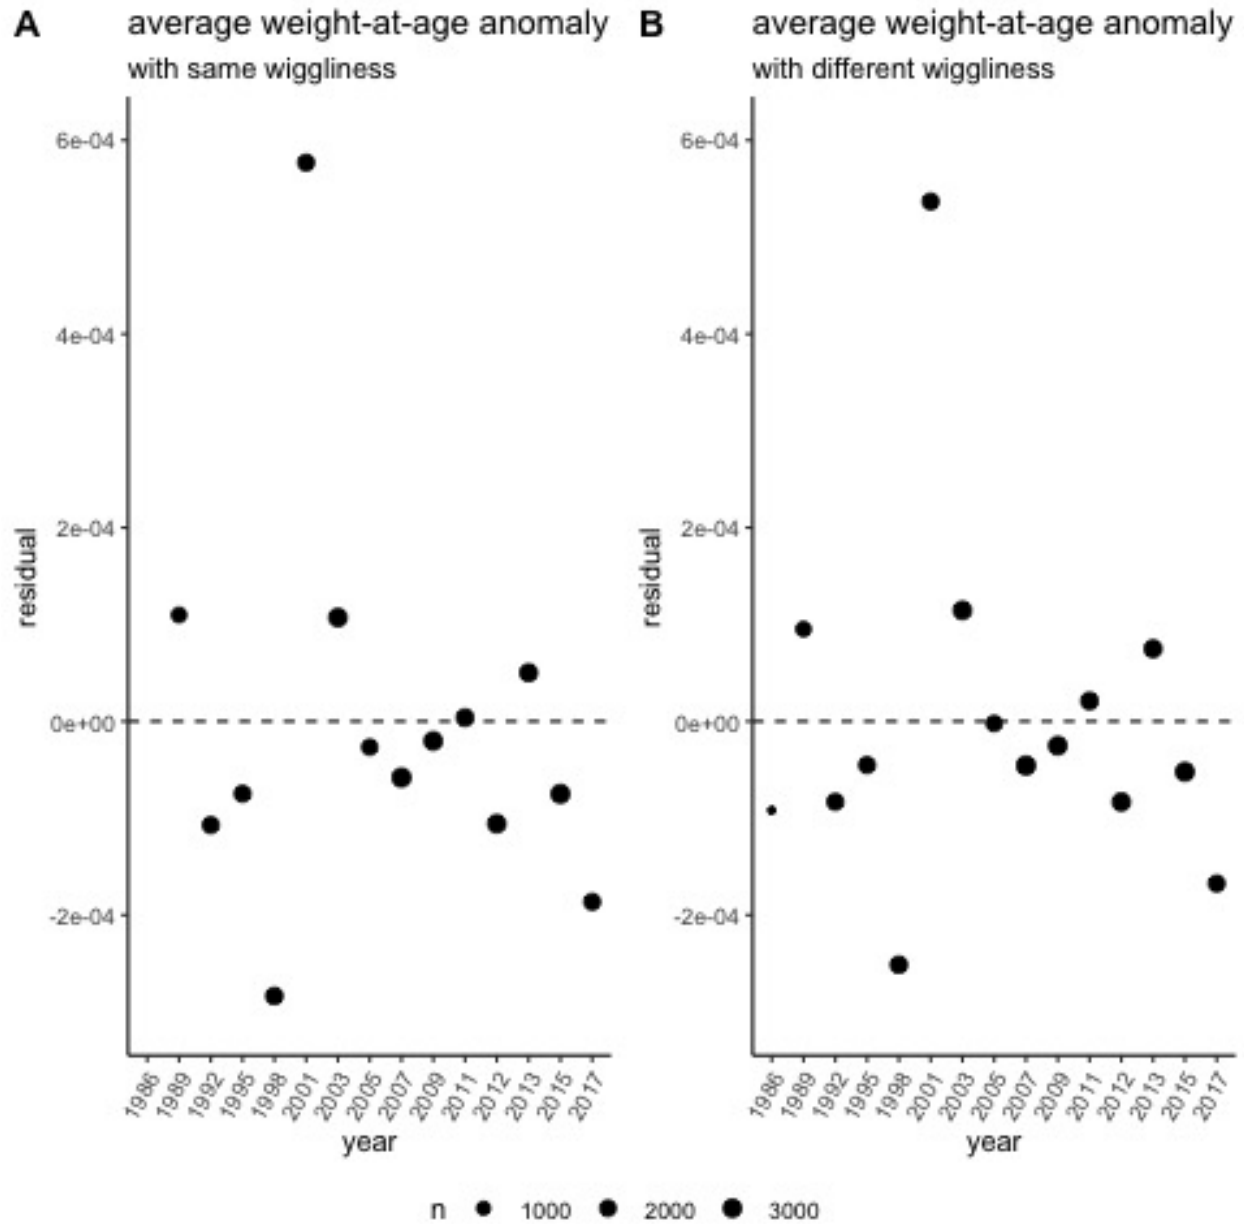 A average weight-at-age anomaly
with same wiggliness
6e-04
4e-04
2e-04
0e+00
-2e-04
residual
1986 1989 1992 1995 1998 2001 2003 2005 2007 2009 2011 2012 2013 2015 2017
year
B average weight-at-age anomaly
with different wiggliness
6e-04
4e-04
2e-04
0e+00
-2e-04
residual
1986 1989 1992 1995 1998 2001 2003 2005 2007 2009 2011 2012 2013 2015 2017
year
n 1000 2000 3000